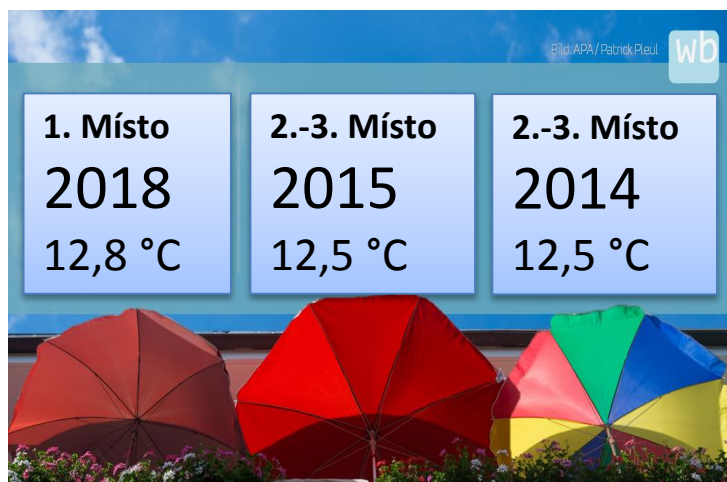 Bild: APA / Patrick Pleul
wb
1. Místo
2018
12,8 °C
2.-3. Místo
2015
12,5 °C
2.-3. Místo
2014
12,5 °C